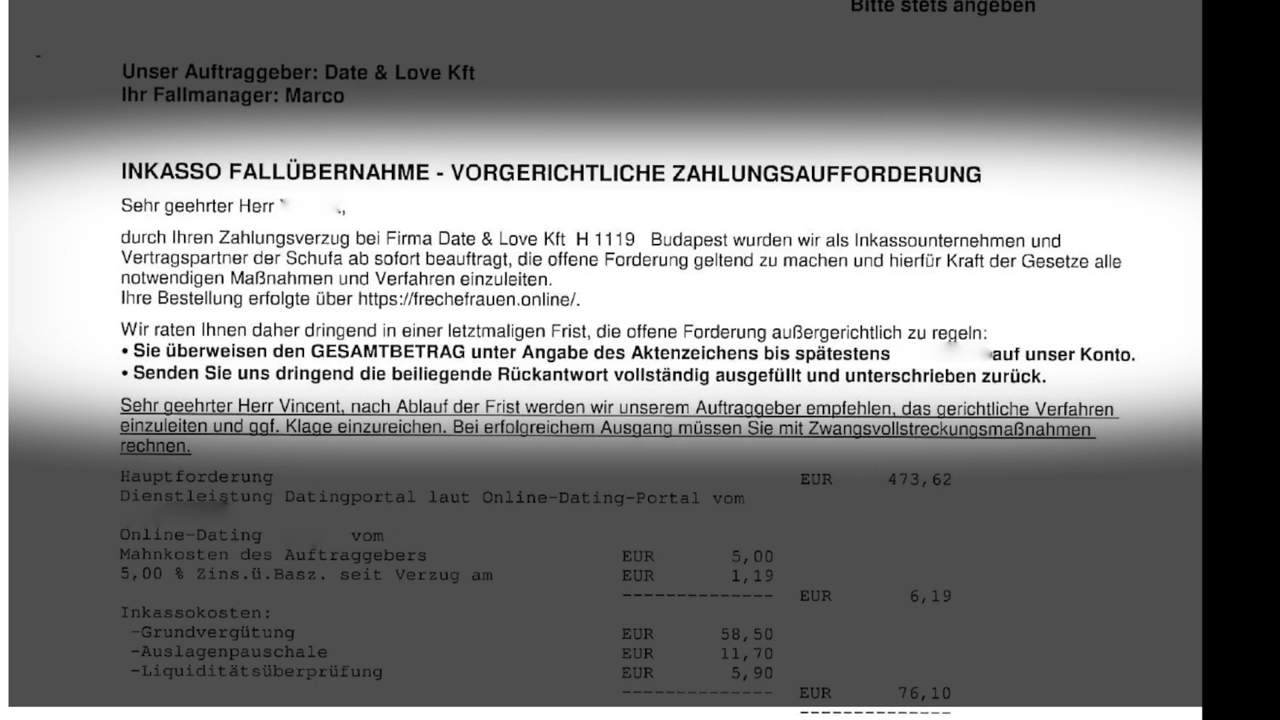 Bitte stets angeben
Unser Auftraggeber: Date & Love Kft
Ihr Fallmanager: Marco
INKASSO FALLÜBERNAHME - VORGERICHTLICHE ZAHLUNGSAUFFORDERUNG
Sehr geehrter Herr ,
durch Ihren Zahlungsverzug bei Firma Date & Love Kft H 1119 Budapest wurden wir als Inkassounternehmen und
Vertragspartner der Schufa ab sofort beauftragt, die offene Forderung geltend zu machen und hierfür Kraft der Gesetze alle
notwendigen Maßnahmen und Verfahren einzuleiten.
Ihre Bestellung erfolgte über https://frechefrauen.online/.
Wir raten Ihnen daher dringend in einer letztmaligen Frist, die offene Forderung außergerichtlich zu regeln:
• Sie überweisen den GESAMTBETRAG unter Angabe des Aktenzeichens bis spätestens auf unser Konto.
• Senden Sie uns dringend die beiliegende Rückantwort vollständig ausgefüllt und unterschrieben zurück.
Sehr geehrter Herr Vincent, nach Ablauf der Frist werden wir unserem Auftraggeber empfehlen, das gerichtliche Verfahren
einzuleiten und ggf. Klage einzureichen. Bei erfolgreichem Ausgang müssen Sie mit Zwangsvollstreckungsmaßnahmen
rechnen.
Hauptforderung EUR 473,62
Dienstleistung Datingportal laut Online-Dating-Portal vom
Online-Dating vom
Mahnkosten des Auftraggebers EUR 5,00
5,00 % Zins.ü.Basz. seit Verzug am EUR 1,19
--------------- EUR 6,19
Inkassokosten:
-Grundvergütung EUR 58,50
-Auslagenpauschale EUR 11,70
-Liquiditätsüberprüfung EUR 5,90
--------------- EUR 76,10
---------------